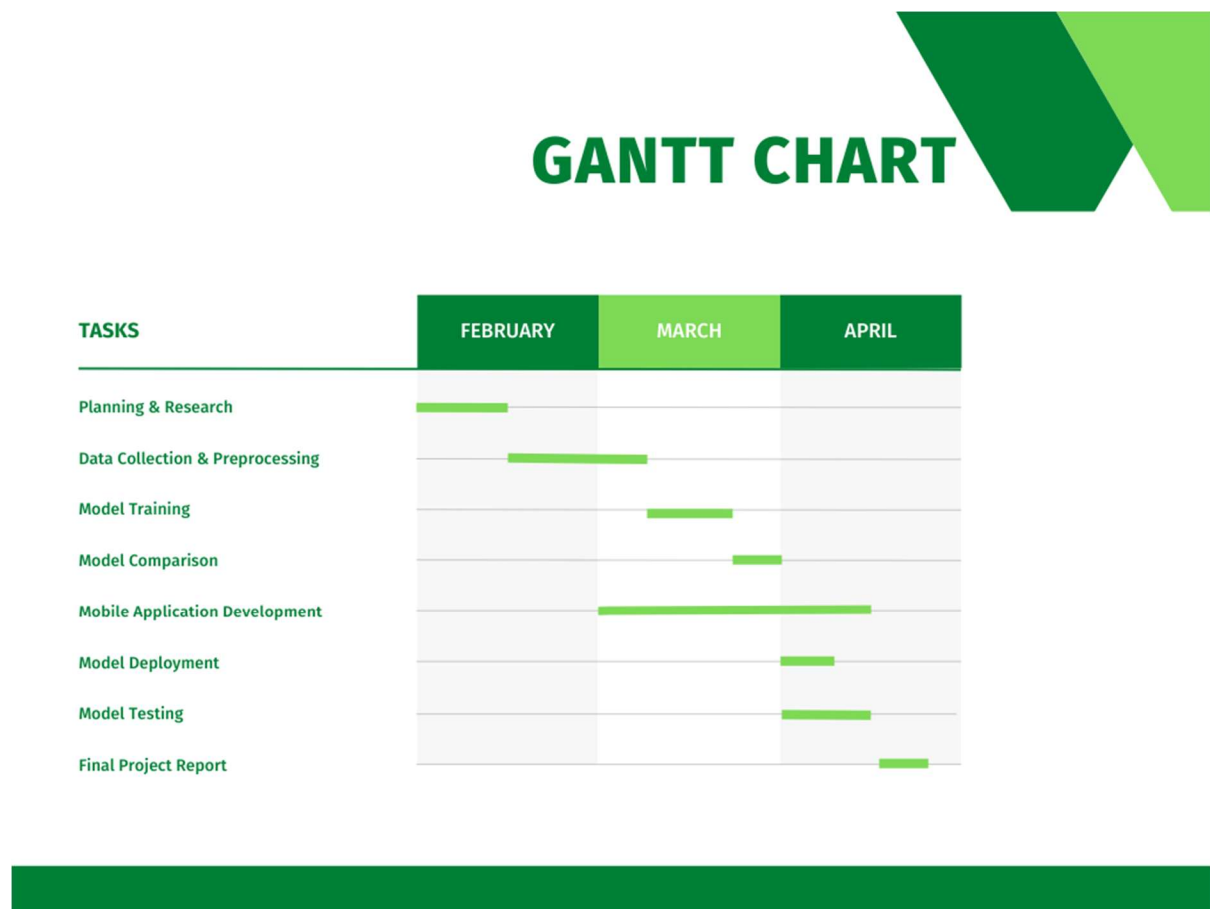 GANTT CHART
TASKS FEBRUARY MARCH APRIL
Planning & Research
Data Collection & Preprocessing
Model Training
Model Comparison
Mobile Application Development
Model Deployment
Model Testing
Final Project Report